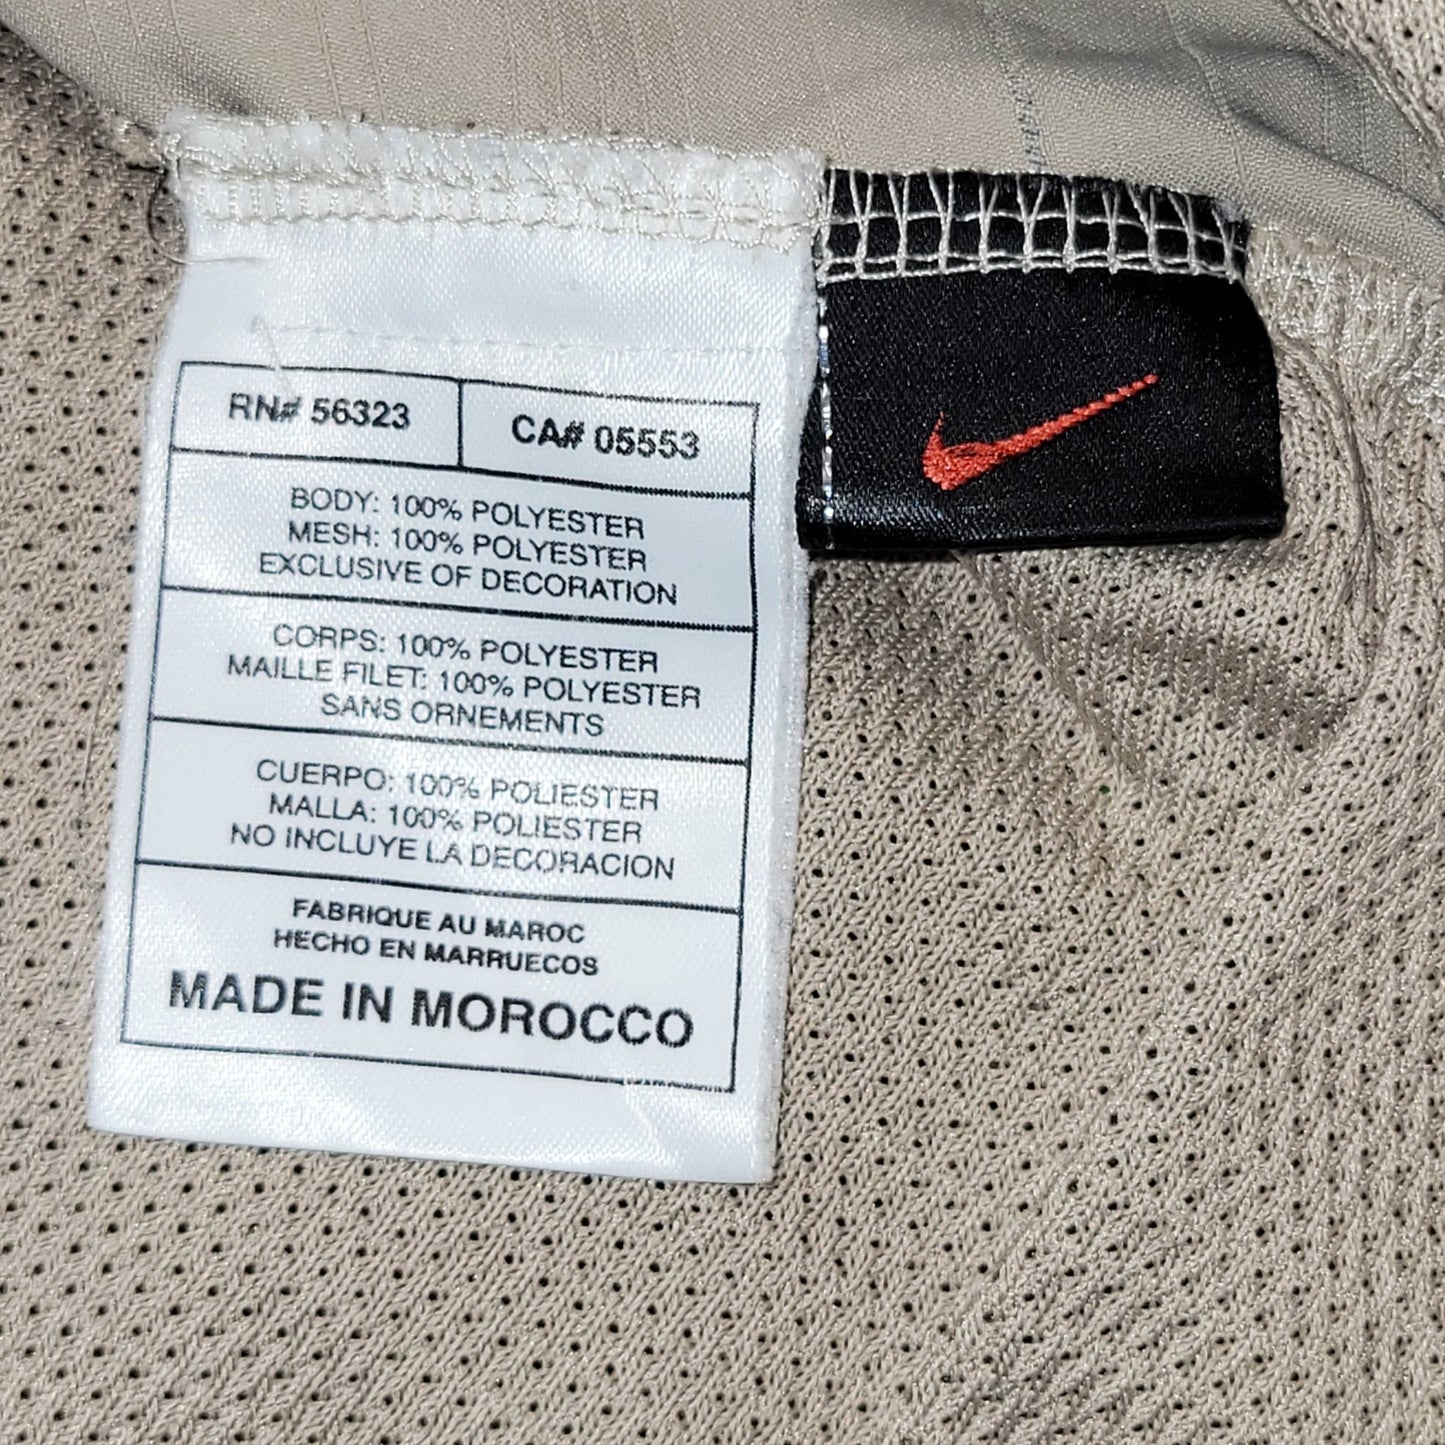 RN# 56323 CA# 05553
BODY: 100% POLYESTER
MESH: 100% POLYESTER
EXCLUSIVE OF DECORATION
CORPS: 100% POLYESTER
MAILLE FILET: 100% POLYESTER
SANS ORNEMENTS
CUERPO: 100% POLIESTER
MALLA: 100% POLIESTER
NO INCLUYE LA DECORACION
FABRIQUE AU MAROC
HECHO EN MARRUECOS
MADE IN MOROCCO